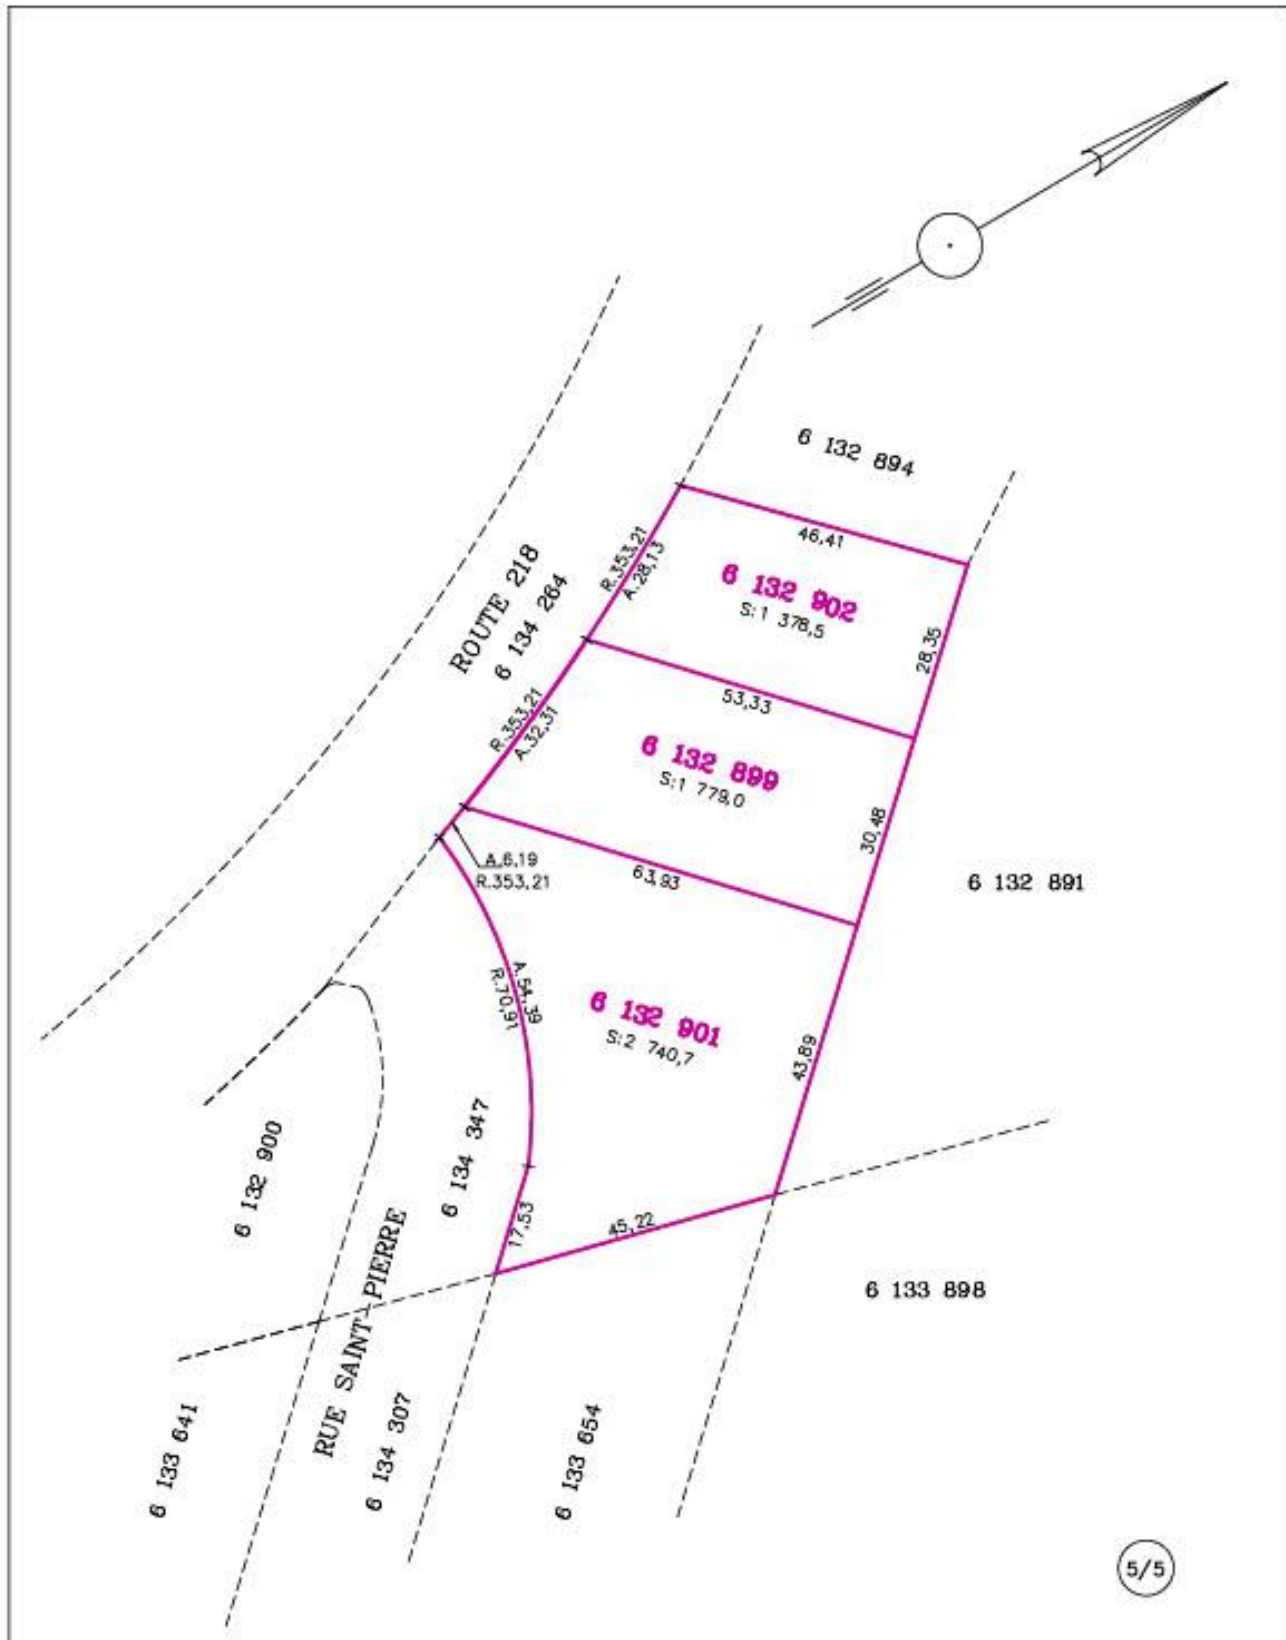 6 132 894
46,41
R.353,21
A.28,13
6 132 902
S:1 378,5
28,35
ROUTE 218
6 134 264
53,33
R.353,21
A.32,31
6 132 899
S:1 779,0
30,48
A.6,19
R.353,21
63,93
6 132 891
A.54,39
R.70,91
6 132 901
S:2 740,7
43,89
6 132 900
6 134 347
17,53
45,22
6 133 898
RUE SAINT-PIERRE
6 133 641
6 134 307
6 133 654
5/5